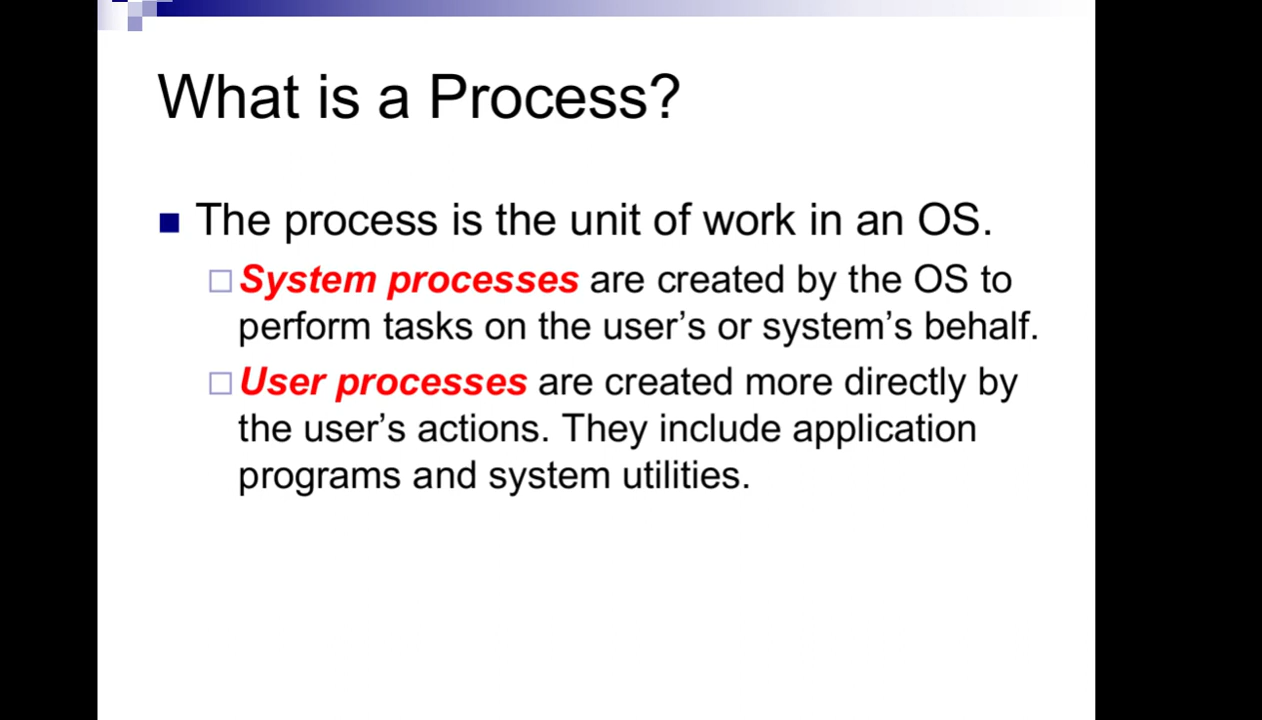 What is a Process?
The process is the unit of work in an OS.
System processes are created by the OS to
perform tasks on the user’s or system’s behalf.
User processes are created more directly by
the user’s actions. They include application
programs and system utilities.